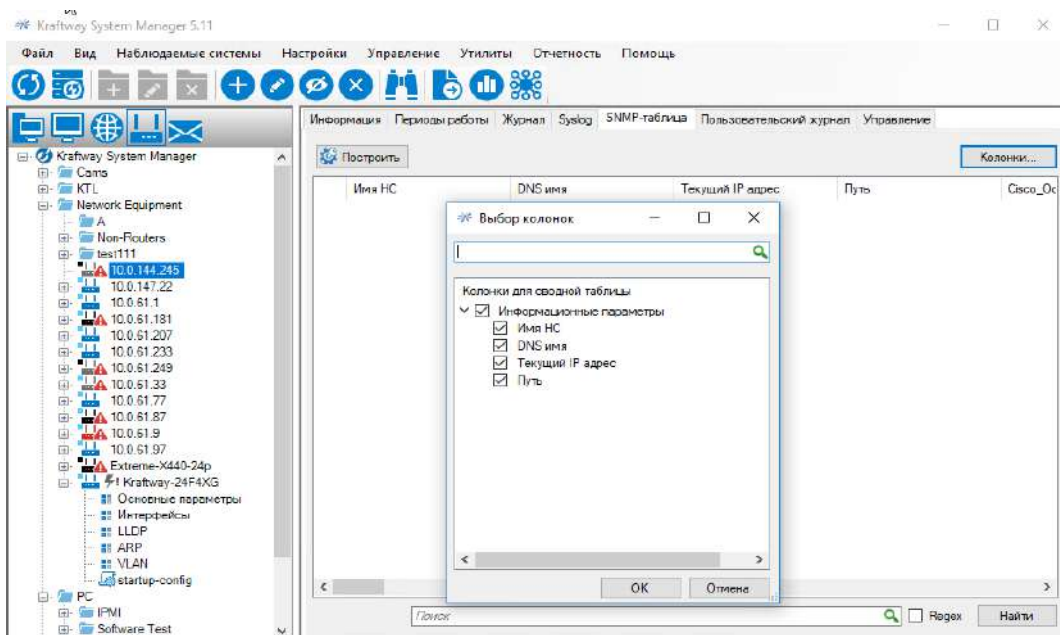 Kraftway System Manager 5.11
Файл Вид Наблюдаемые системы Настройки Управление Утилиты Отчетность Помощь
Информация Периоды работы Журнал Syslog SNMP-таблица Пользовательский журнал Управление
Построить Колонки...
Имя НС DNS имя Текущий IP адрес Путь
Kraftway System Manager
Cams
KTL
Network Equipment
A
Non-Routers
test111
10.0.144.245
10.0.147.22
10.0.61.1
10.0.61.181
10.0.61.207
10.0.61.233
10.0.61.249
10.0.61.33
10.0.61.77
10.0.61.87
10.0.61.9
10.0.61.97
Extreme-X440-24p
Kraftway-24F4XG
Основные параметры
Интерфейсы
LLDP
ARP
VLAN
startup-config
PC
IPMI
Software Test
Выбор колонок
Колонки для сводной таблицы
Информационные параметры
Имя НС
DNS имя
Текущий IP адрес
Путь
OK Отмена
Поиск Regex Найти